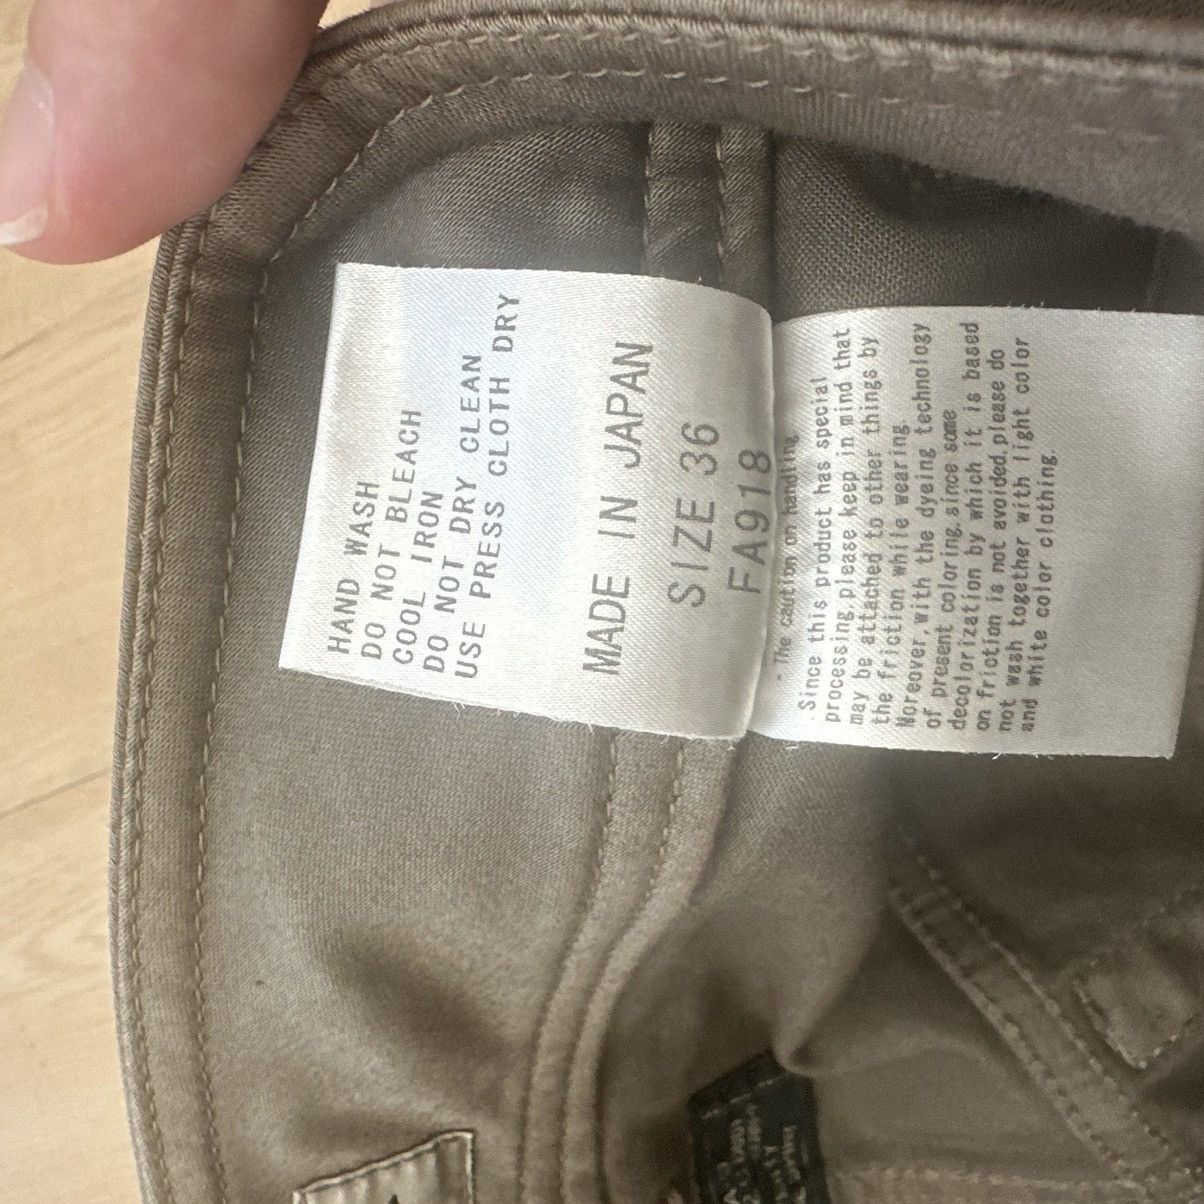 HAND WASH
DO NOT BLEACH
COOL IRON
DO NOT DRY CLEAN
USE PRESS CLOTH DRY
MADE IN JAPAN
SIZE 36
FA918
·The caution on handling
.Since this product has special
processing,please keep in mind that
may be attached to other things by
the friction while wearing.
Moreover,with the dyeing technology
of present coloring,since some
decolorization by which it is based
on friction is not avoided,please do
not wash together with light color
and white color clothing.